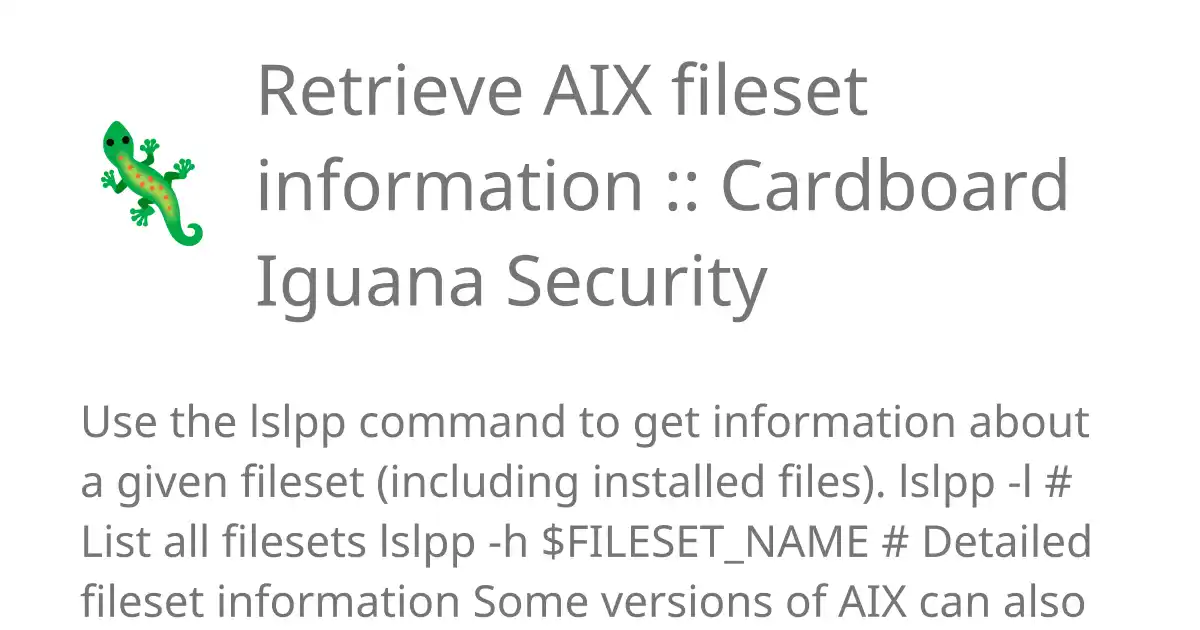 Retrieve AIX fileset
information :: Cardboard
Iguana Security
Use the lslpp command to get information about
a given fileset (including installed files). lslpp -l #
List all filesets lslpp -h $FILESET_NAME # Detailed
fileset information Some versions of AIX can also